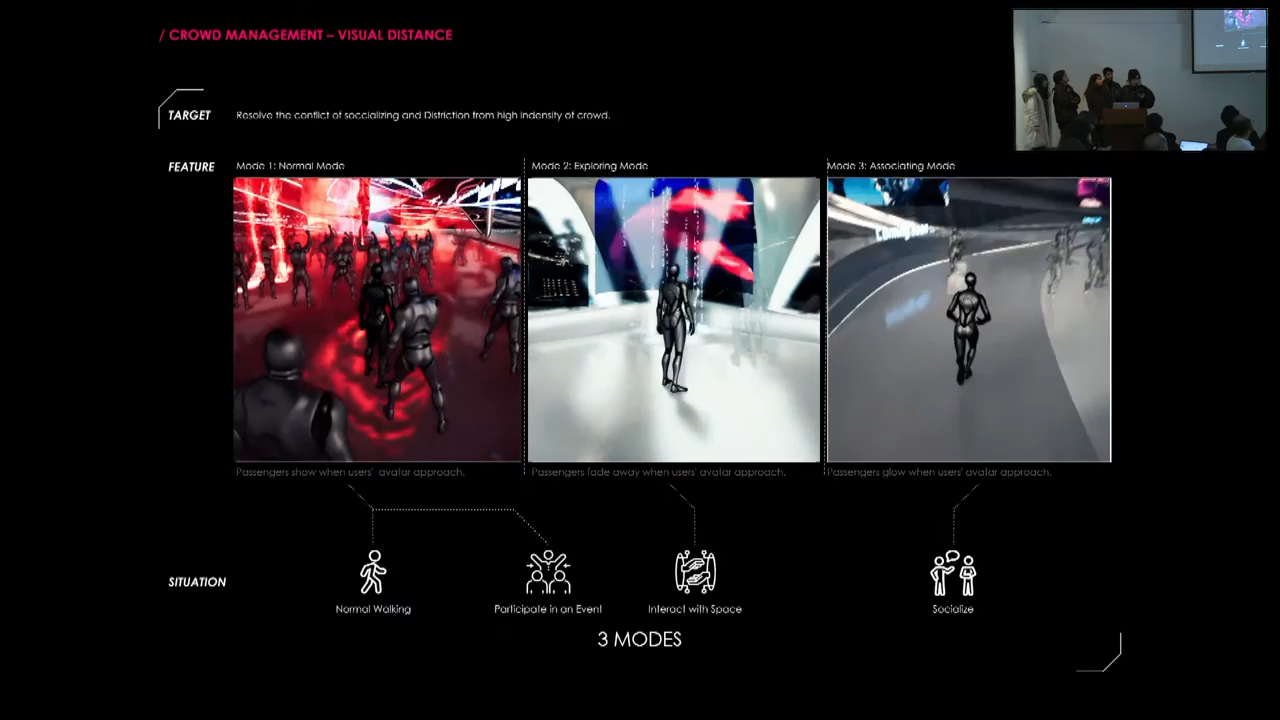 / CROWD MANAGEMENT – VISUAL DISTANCE
TARGET
Resolve the conflict of soccializing and Distriction from high indensity of crowd.
FEATURE
Mode 1: Normal Mode
Mode 2: Exploring Mode
Mode 3: Associating Mode
Passengers show when users' avatar approach.
Passengers fade away when users' avatar approach.
Passengers glow when users' avatar approach.
SITUATION
Normal Walking
Participate in an Event
Interact with Space
Socialize
3 MODES